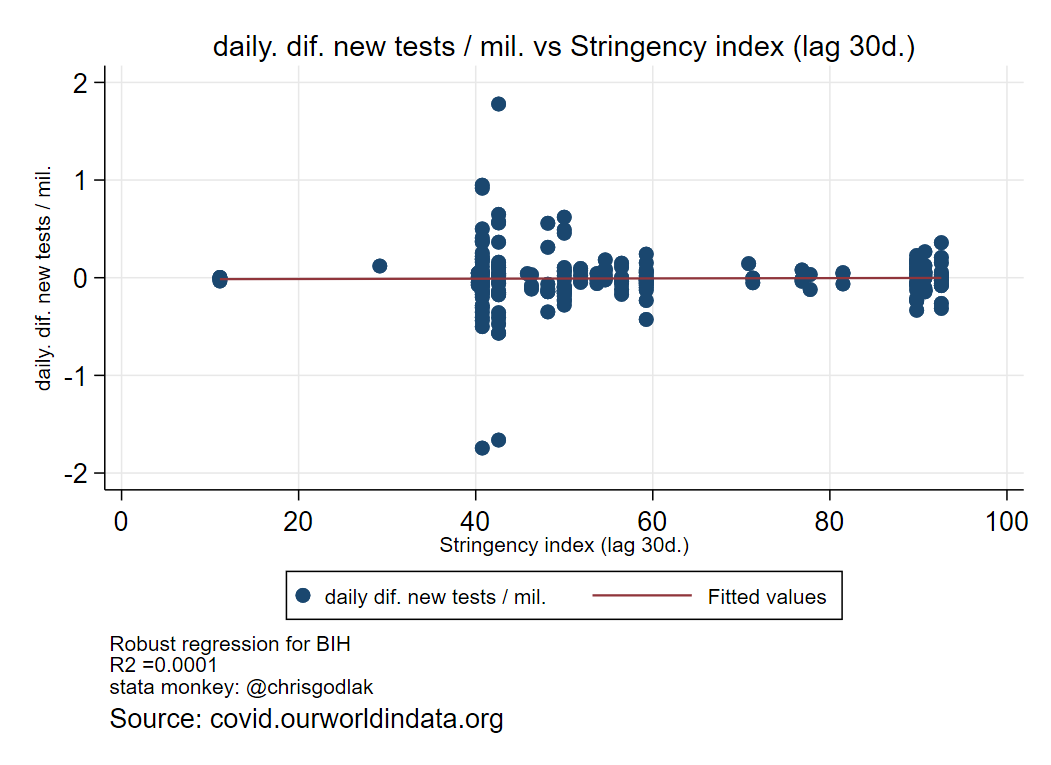 daily. dif. new tests / mil. vs Stringency index (lag 30d.)
daily. dif. new tests / mil.
2
1
0
-1
-2
0 20 40 60 80 100
Stringency index (lag 30d.)
daily dif. new tests / mil. Fitted values
Robust regression for BIH
R2 =0.0001
stata monkey: @chrisgodlak
Source: covid.ourworldindata.org